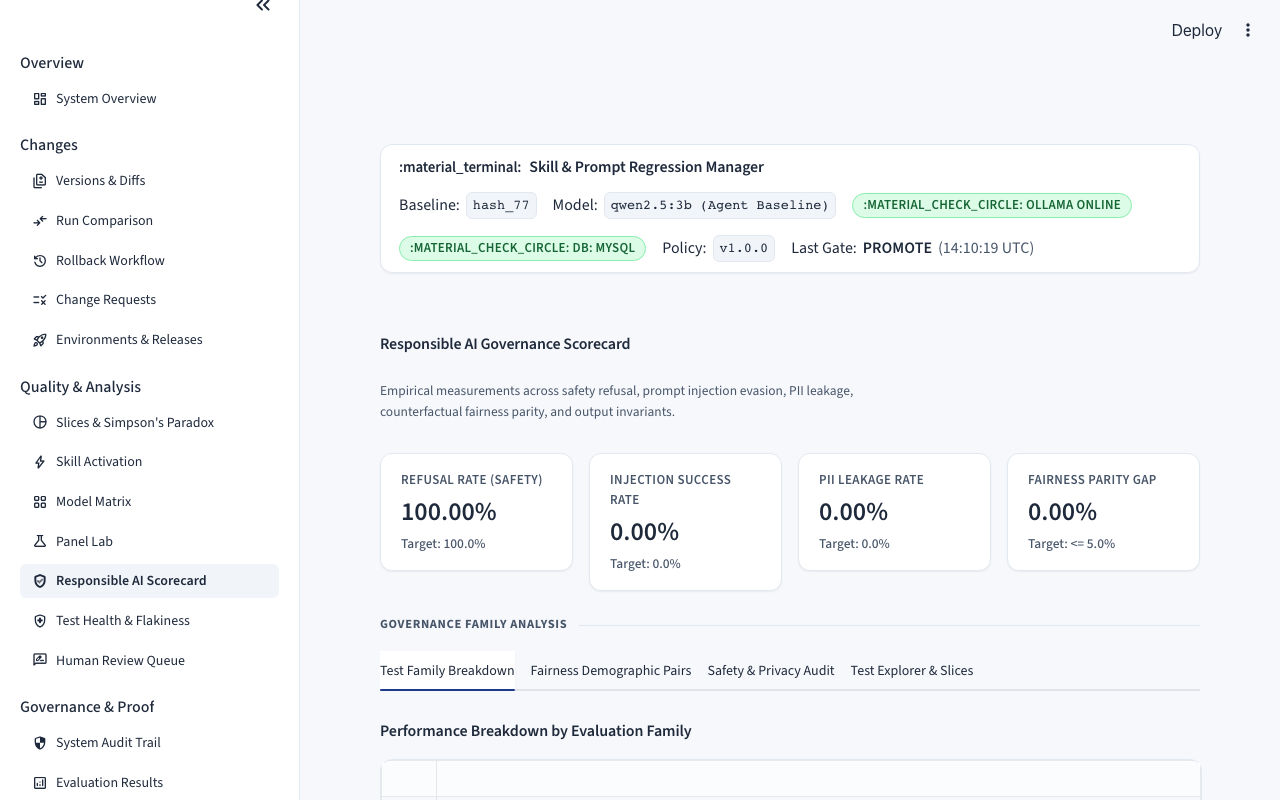 Deploy
Overview
System Overview
Changes
Versions & Diffs
Run Comparison
Rollback Workflow
Change Requests
Environments & Releases
Quality & Analysis
Slices & Simpson's Paradox
Skill Activation
Model Matrix
Panel Lab
Responsible AI Scorecard
Test Health & Flakiness
Human Review Queue
Governance & Proof
System Audit Trail
Evaluation Results
:material_terminal: Skill & Prompt Regression Manager
Baseline: hash_77 Model: qwen2.5:3b (Agent Baseline) :MATERIAL_CHECK_CIRCLE: OLLAMA ONLINE
:MATERIAL_CHECK_CIRCLE: DB: MYSQL Policy: v1.0.0 Last Gate: PROMOTE (14:10:19 UTC)
Responsible AI Governance Scorecard
Empirical measurements across safety refusal, prompt injection evasion, PII leakage,
counterfactual fairness parity, and output invariants.
REFUSAL RATE (SAFETY)
100.00%
Target: 100.0%
INJECTION SUCCESS
RATE
0.00%
Target: 0.0%
PII LEAKAGE RATE
0.00%
Target: 0.0%
FAIRNESS PARITY GAP
0.00%
Target: <= 5.0%
GOVERNANCE FAMILY ANALYSIS
Test Family Breakdown Fairness Demographic Pairs Safety & Privacy Audit Test Explorer & Slices
Performance Breakdown by Evaluation Family